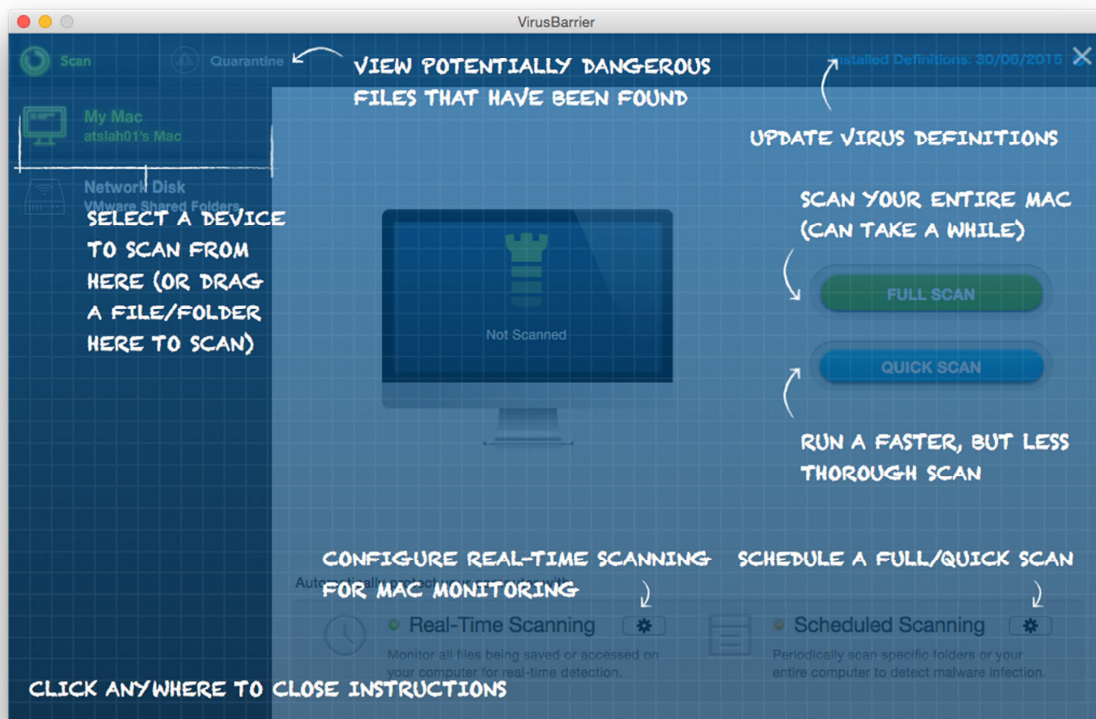 VirusBarrier
Scan
Quarantine
VIEW POTENTIALLY DANGEROUS
FILES THAT HAVE BEEN FOUND
Installed Definitions: 30/06/2015
UPDATE VIRUS DEFINITIONS
My Mac
atslah01's Mac
Network Disk
VMware Shared Folders
SELECT A DEVICE
TO SCAN FROM
HERE (OR DRAG
A FILE/FOLDER
HERE TO SCAN)
Not Scanned
SCAN YOUR ENTIRE MAC
(CAN TAKE A WHILE)
FULL SCAN
QUICK SCAN
RUN A FASTER, BUT LESS
THOROUGH SCAN
CONFIGURE REAL-TIME SCANNING
FOR MAC MONITORING
SCHEDULE A FULL/QUICK SCAN
Automatically protect your computer with:
Real-Time Scanning
Monitor all files being saved or accessed on
your computer for real-time detection.
Scheduled Scanning
Periodically scan specific folders or your
entire computer to detect malware infection.
CLICK ANYWHERE TO CLOSE INSTRUCTIONS